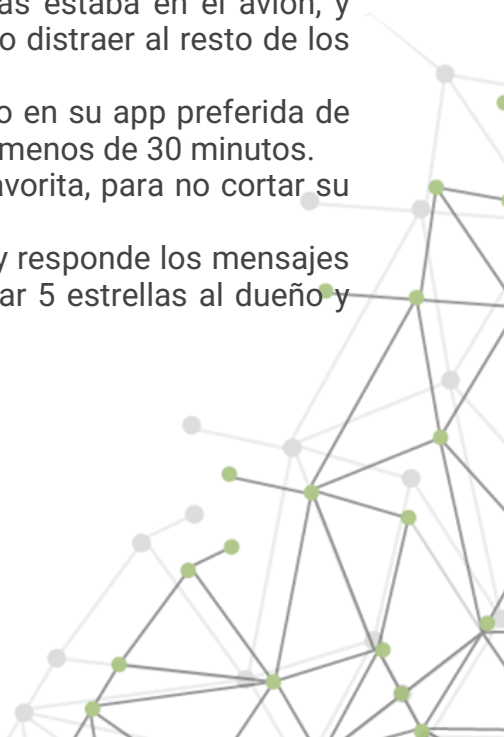 as estaba en el avión, y
o distraer al resto de los
o en su app preferida de
menos de 30 minutos.
avorita, para no cortar su
y responde los mensajes
ar 5 estrellas al dueño y